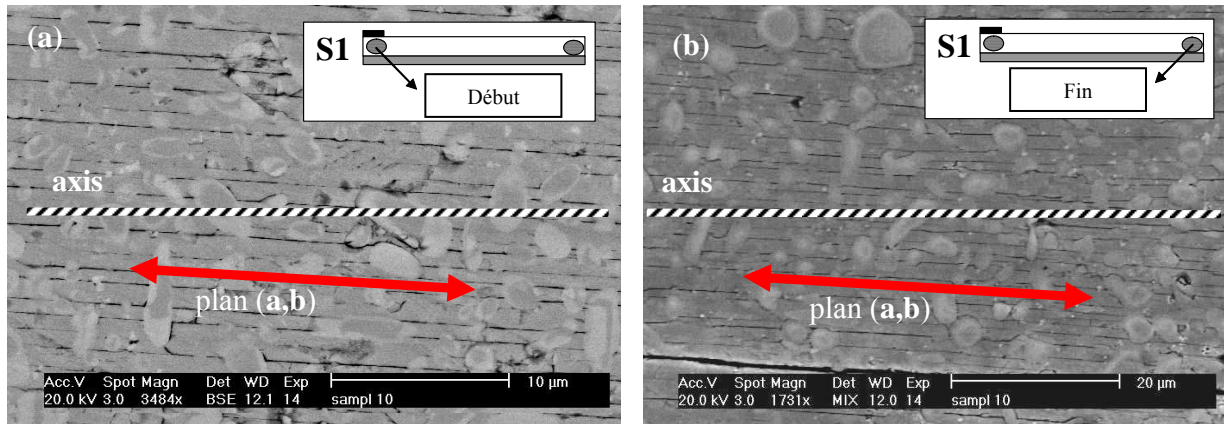 (a)
S1
Début
axis
plan (a,b)
Acc.V Spot Magn Det WD Exp 10 µm
20.0 kV 3.0 3484x BSE 12.1 14 sampl 10
(b)
S1
Fin
axis
plan (a,b)
Acc.V Spot Magn Det WD Exp 20 µm
20.0 kV 3.0 1731x MIX 12.0 14 sampl 10